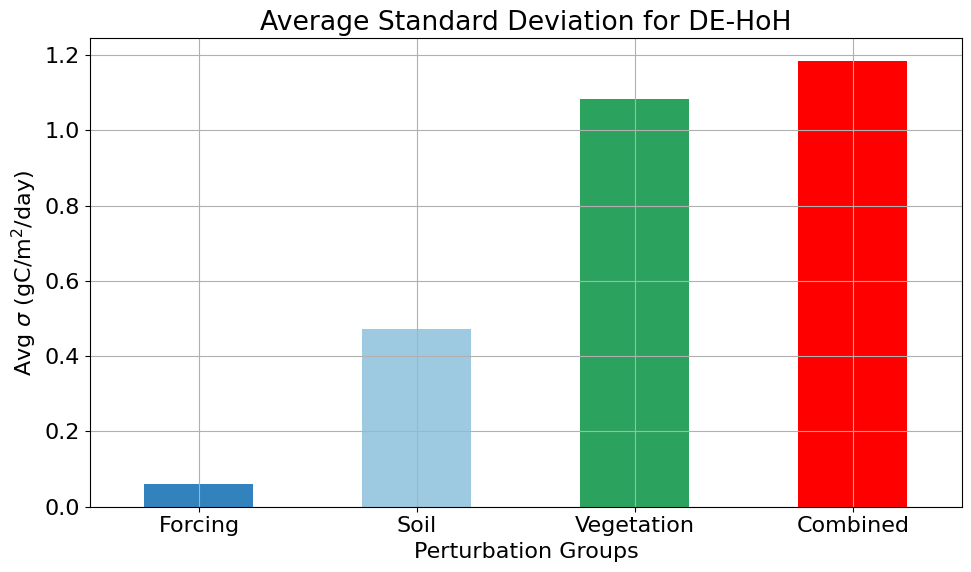 Average Standard Deviation for DE-HoH
Avg σ (gC/m²/day)
1.2
1.0
0.8
0.6
0.4
0.2
0.0
Forcing Soil Vegetation Combined
Perturbation Groups